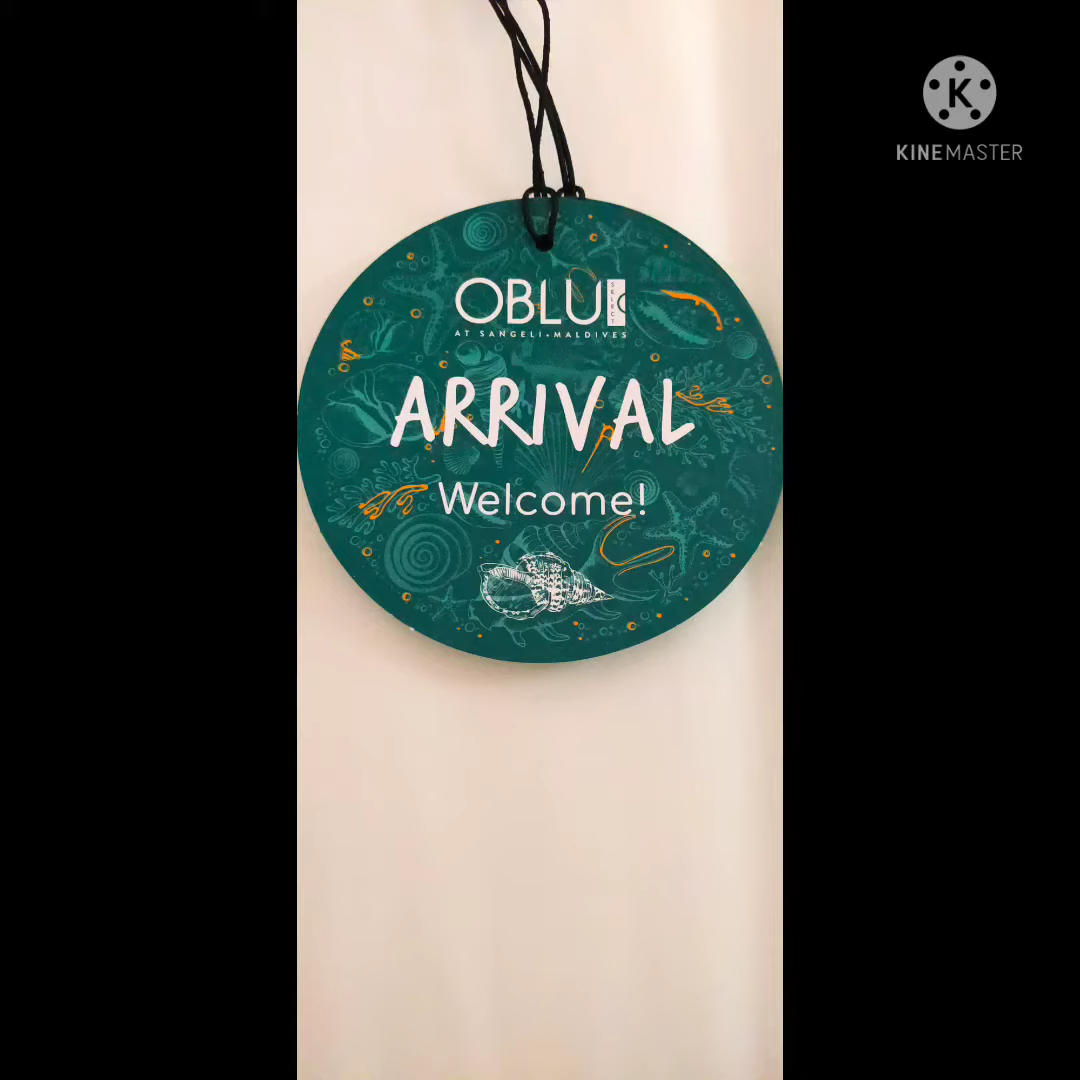 K
KINEMASTER
OBLU SELECT
AT SANGELI•MALDIVES
ARRIVAL
Welcome!